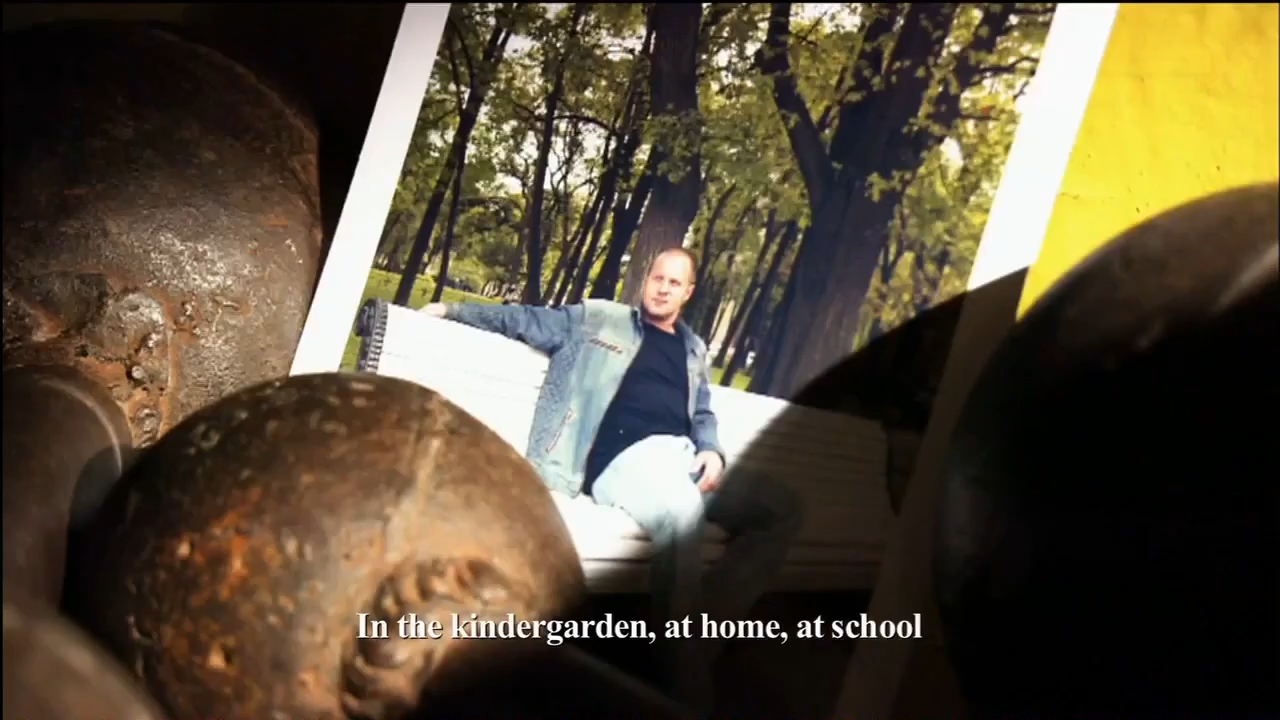 In the kindergarden, at home, at school